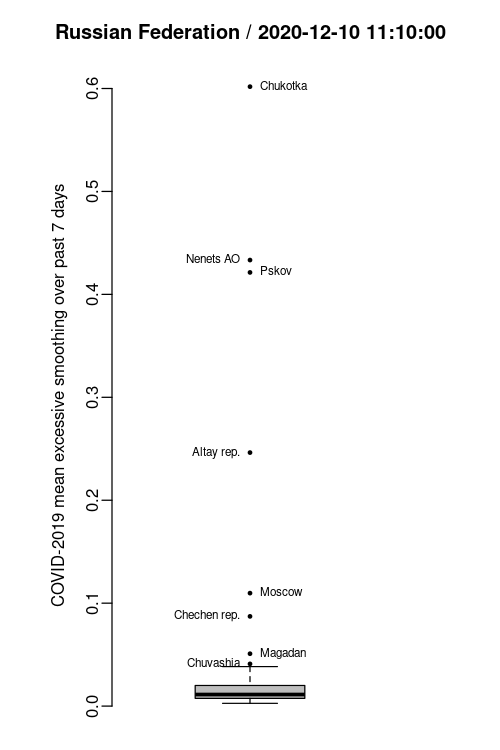 Russian Federation / 2020-12-10 11:10:00
COVID-2019 mean excessive smoothing over past 7 days
0.6
0.5
0.4
0.3
0.2
0.1
0.0
Chukotka
Nenets AO
Pskov
Altay rep.
Moscow
Chechen rep.
Magadan
Chuvashia